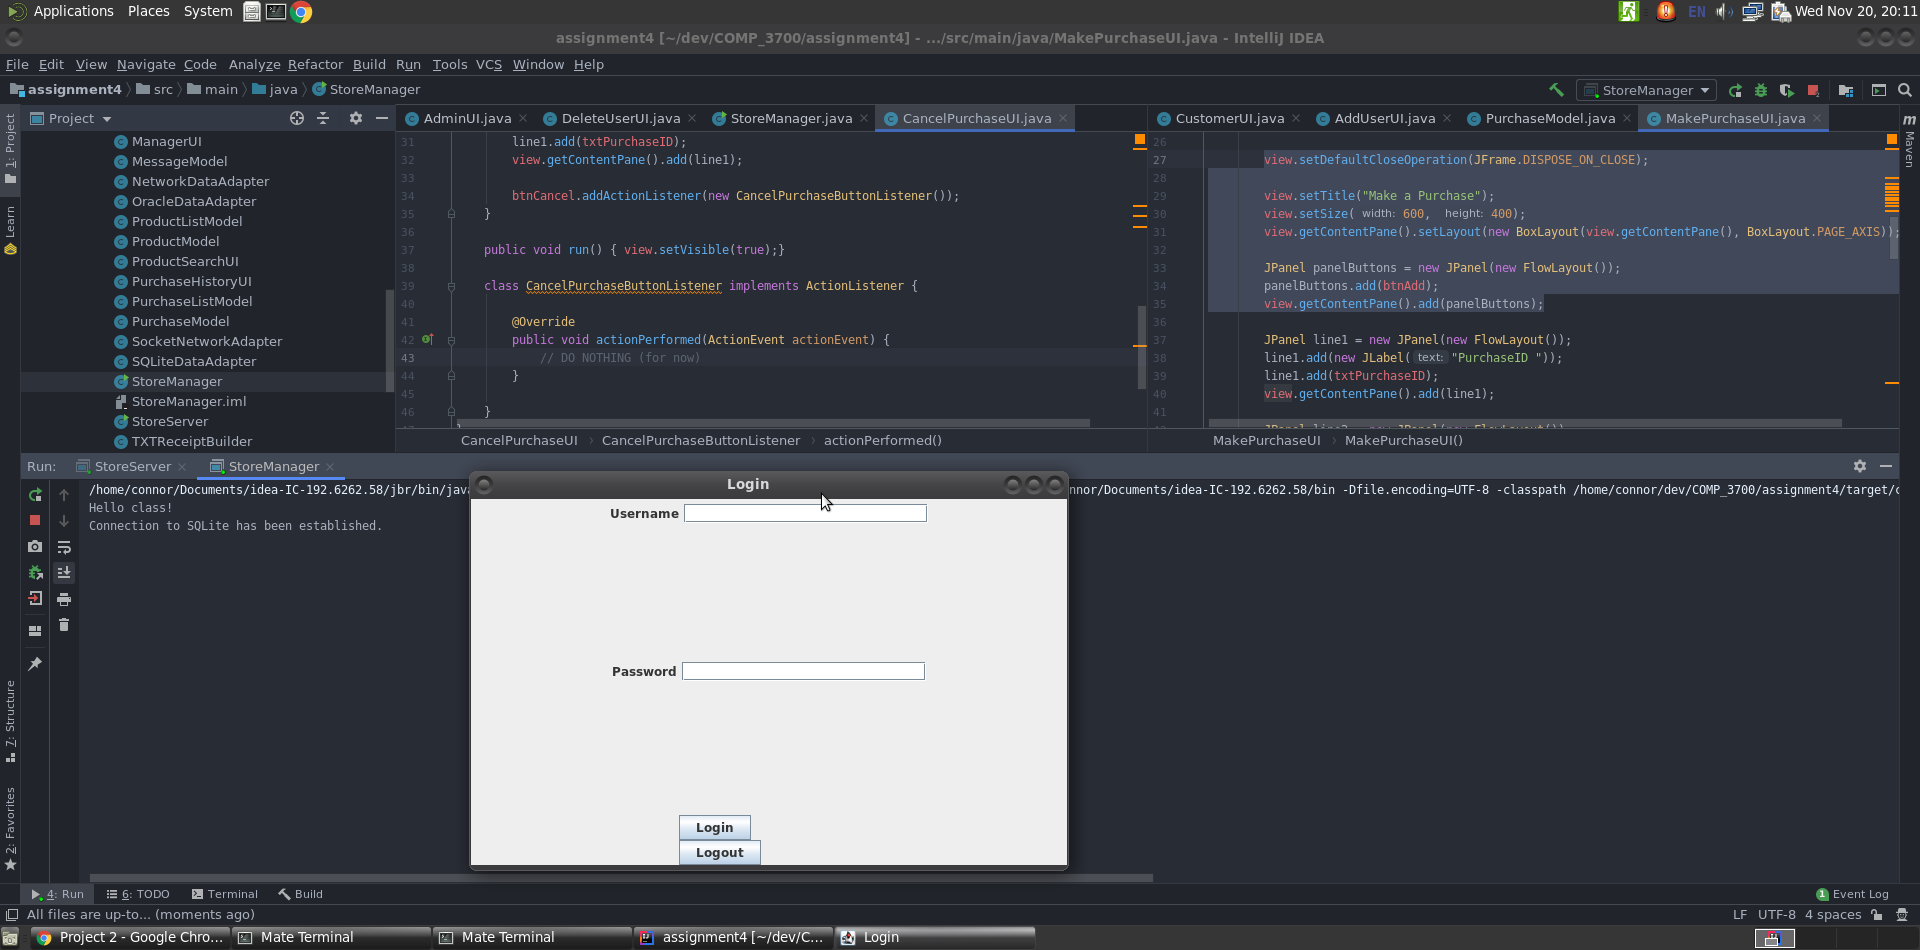 Applications Places System EN Wed Nov 20, 20:11
assignment4 [~/dev/COMP_3700/assignment4] - .../src/main/java/MakePurchaseUI.java - IntelliJ IDEA
File Edit View Navigate Code Analyze Refactor Build Run Tools VCS Window Help
assignment4 src main java StoreManager StoreManager
1: Project
Learn
7: Structure
2: Favorites
Project
ManagerUI
MessageModel
NetworkDataAdapter
OracleDataAdapter
ProductListModel
ProductModel
ProductSearchUI
PurchaseHistoryUI
PurchaseListModel
PurchaseModel
SocketNetworkAdapter
SQLiteDataAdapter
StoreManager
StoreManager.iml
StoreServer
TXTReceiptBuilder
AdminUI.java DeleteUserUI.java StoreManager.java CancelPurchaseUI.java
31 line1.add(txtPurchaseID);
32 view.getContentPane().add(line1);
33
34 btnCancel.addActionListener(new CancelPurchaseButtonListener());
35 }
36
37 public void run() { view.setVisible(true);}
38
39 class CancelPurchaseButtonListener implements ActionListener {
40
41 @Override
42 public void actionPerformed(ActionEvent actionEvent) {
43 // DO NOTHING (for now)
44 }
45
46 }
CancelPurchaseUI CancelPurchaseButtonListener actionPerformed()
CustomerUI.java AddUserUI.java PurchaseModel.java MakePurchaseUI.java
26
27 view.setDefaultCloseOperation(JFrame.DISPOSE_ON_CLOSE);
28
29 view.setTitle("Make a Purchase");
30 view.setSize( width: 600, height: 400);
31 view.getContentPane().setLayout(new BoxLayout(view.getContentPane(), BoxLayout.PAGE_AXIS));
32
33 JPanel panelButtons = new JPanel(new FlowLayout());
34 panelButtons.add(btnAdd);
35 view.getContentPane().add(panelButtons);
36
37 JPanel line1 = new JPanel(new FlowLayout());
38 line1.add(new JLabel( text: "PurchaseID "));
39 line1.add(txtPurchaseID);
40 view.getContentPane().add(line1);
41
MakePurchaseUI MakePurchaseUI()
m Maven
Run: StoreServer StoreManager
/home/connor/Documents/idea-IC-192.6262.58/jbr/bin/java
nnor/Documents/idea-IC-192.6262.58/bin -Dfile.encoding=UTF-8 -classpath /home/connor/dev/COMP_3700/assignment4/target/c
Hello class!
Connection to SQLite has been established.
Login
Username
Password
Login
Logout
4: Run 6: TODO Terminal Build 1 Event Log
All files are up-to... (moments ago) LF UTF-8 4 spaces
Project 2 - Google Chro... Mate Terminal Mate Terminal assignment4 [~/dev/C... Login